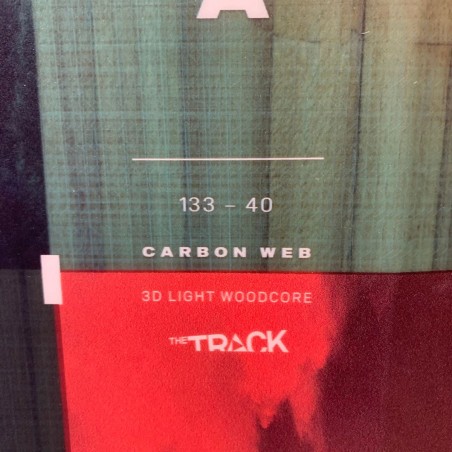 A
133 – 40
CARBON WEB
3D LIGHT WOODCORE
THE TRACK